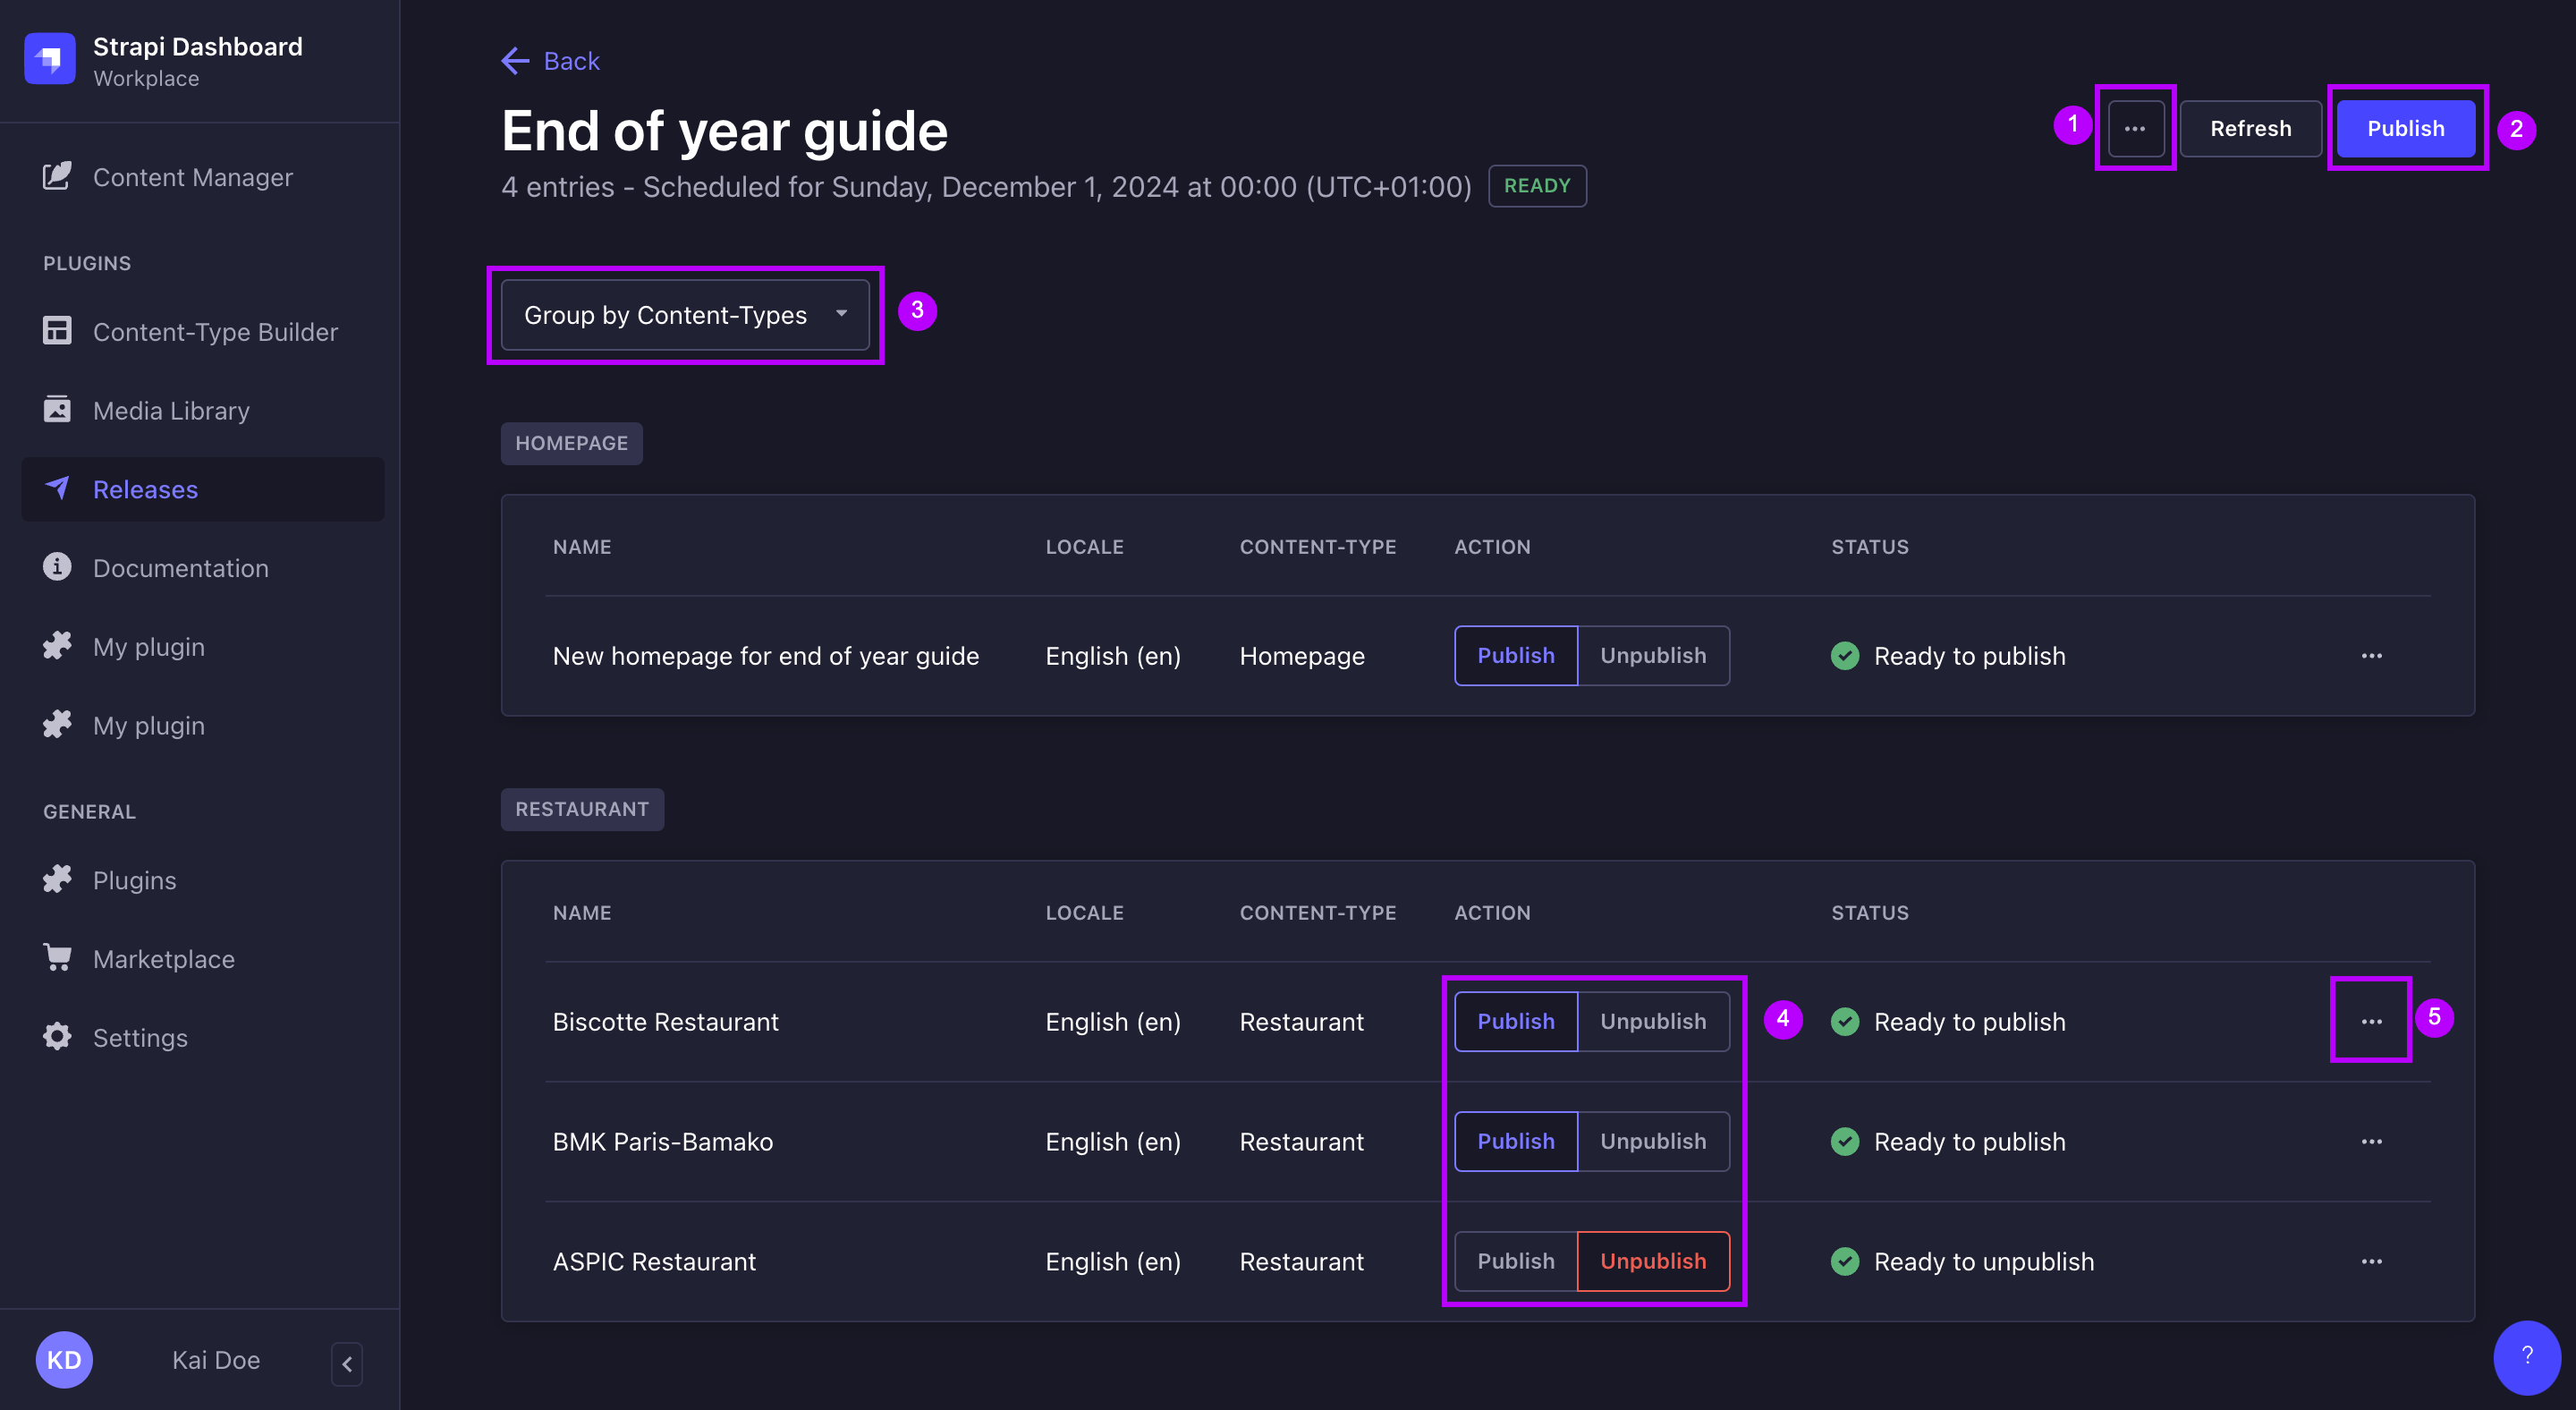 Strapi Dashboard
Workplace
Content Manager
PLUGINS
Content-Type Builder
Media Library
Releases
Documentation
My plugin
My plugin
GENERAL
Plugins
Marketplace
Settings
KD Kai Doe
Back
End of year guide
4 entries - Scheduled for Sunday, December 1, 2024 at 00:00 (UTC+01:00) READY
1 Refresh Publish 2
Group by Content-Types 3
HOMEPAGE
NAME LOCALE CONTENT-TYPE ACTION STATUS
New homepage for end of year guide English (en) Homepage Publish Unpublish Ready to publish
RESTAURANT
NAME LOCALE CONTENT-TYPE ACTION STATUS
Biscotte Restaurant English (en) Restaurant Publish Unpublish 4 Ready to publish 5
BMK Paris-Bamako English (en) Restaurant Publish Unpublish Ready to publish
ASPIC Restaurant English (en) Restaurant Publish Unpublish Ready to unpublish
?